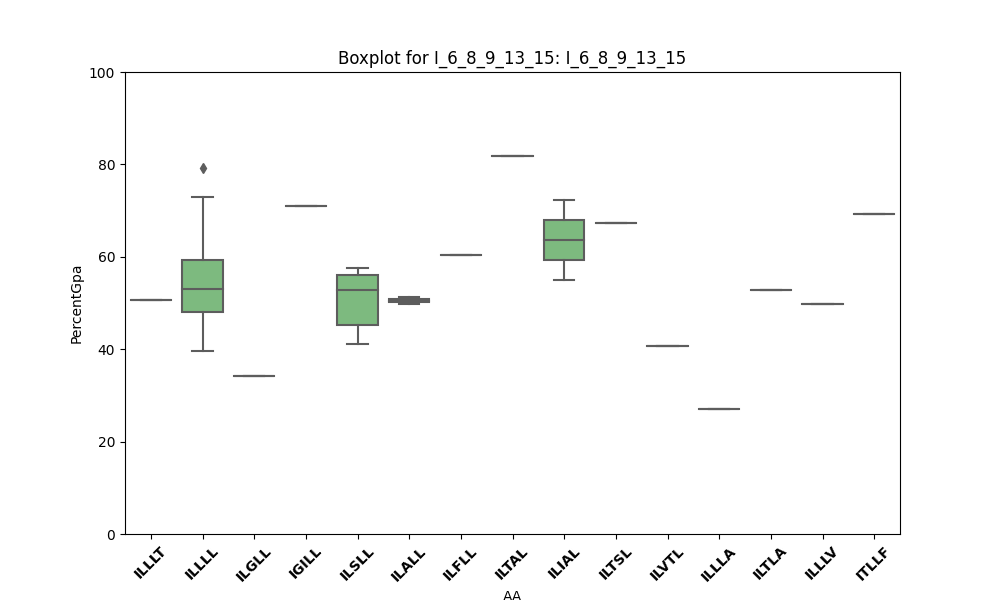 Boxplot for I_6_8_9_13_15: I_6_8_9_13_15
100
80
60
40
20
0
PercentGpa
ILLLT
ILLLL
ILGLL
IGILL
ILSLL
ILALL
ILFLL
ILTAL
ILIAL
ILTSL
ILVTL
ILLLA
ILTLA
ILLLV
ITLLF
AA